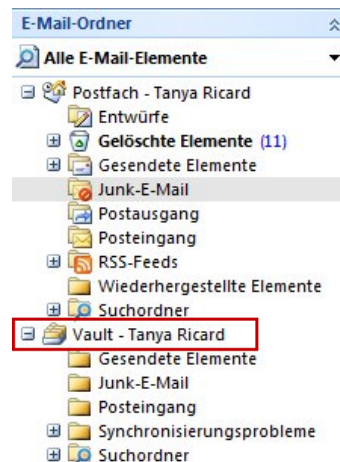 E-Mail-Ordner
Alle E-Mail-Elemente
Postfach - Tanya Ricard
Entwürfe
Gelöschte Elemente (11)
Gesendete Elemente
Junk-E-Mail
Postausgang
Posteingang
RSS-Feeds
Wiederhergestellte Elemente
Suchordner
Vault - Tanya Ricard
Gesendete Elemente
Junk-E-Mail
Posteingang
Synchronisierungsprobleme
Suchordner